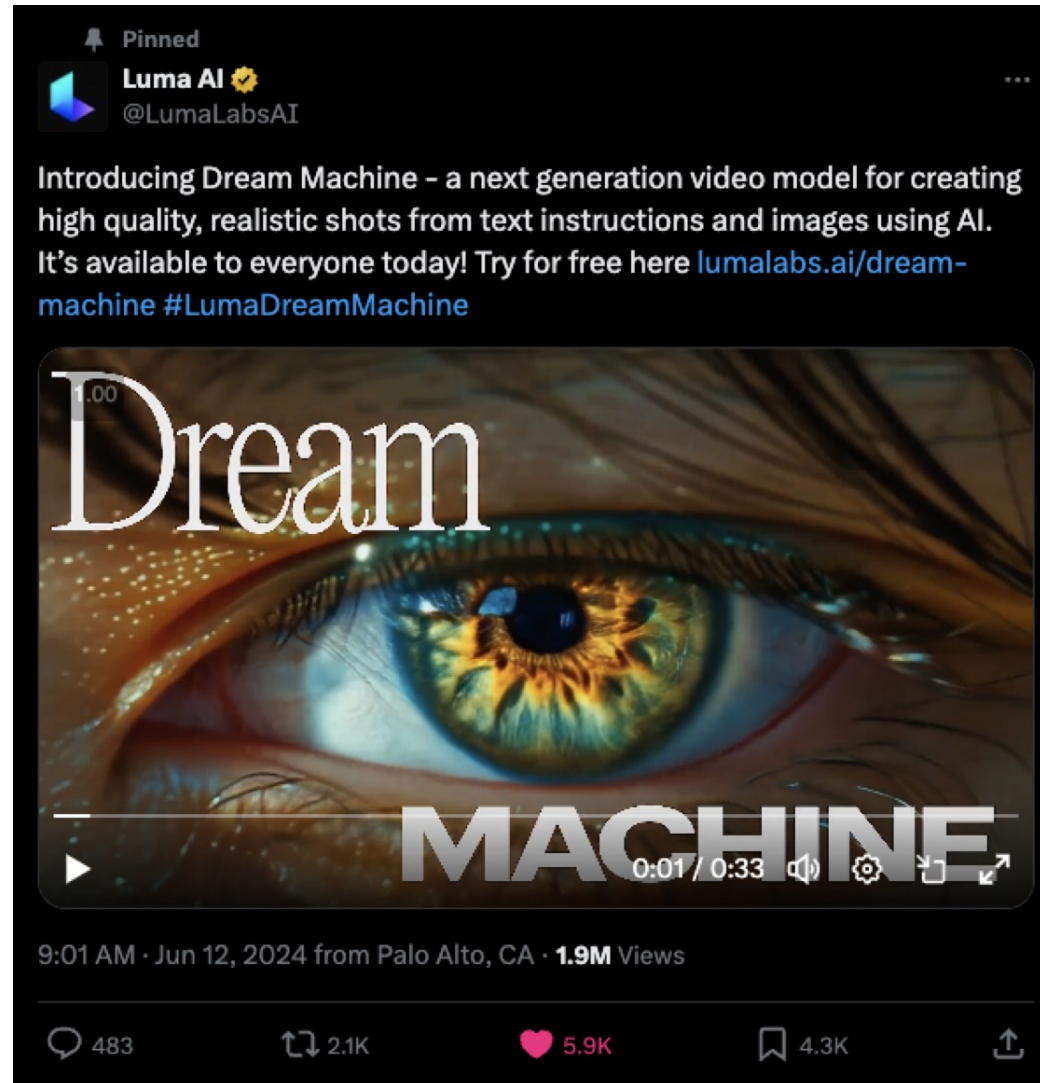 Pinned
Luma AI
@LumaLabsAI
Introducing Dream Machine - a next generation video model for creating
high quality, realistic shots from text instructions and images using AI.
It’s available to everyone today! Try for free here lumalabs.ai/dream-
machine #LumaDreamMachine
1.00
Dream
MACHINE
0:01 / 0:33
9:01 AM · Jun 12, 2024 from Palo Alto, CA · 1.9M Views
483 2.1K 5.9K 4.3K